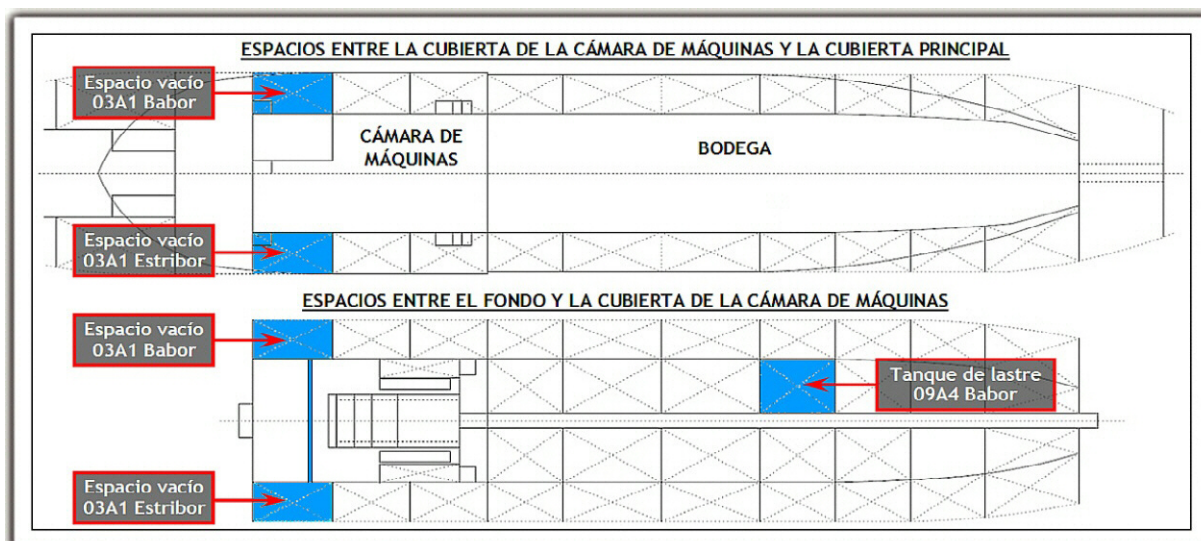 ESPACIOS ENTRE LA CUBIERTA DE LA CÁMARA DE MÁQUINAS Y LA CUBIERTA PRINCIPAL
Espacio vacío
03A1 Babor
CÁMARA DE
MÁQUINAS
BODEGA
Espacio vacío
03A1 Estribor
ESPACIOS ENTRE EL FONDO Y LA CUBIERTA DE LA CÁMARA DE MÁQUINAS
Espacio vacío
03A1 Babor
Tanque de lastre
09A4 Babor
Espacio vacío
03A1 Estribor